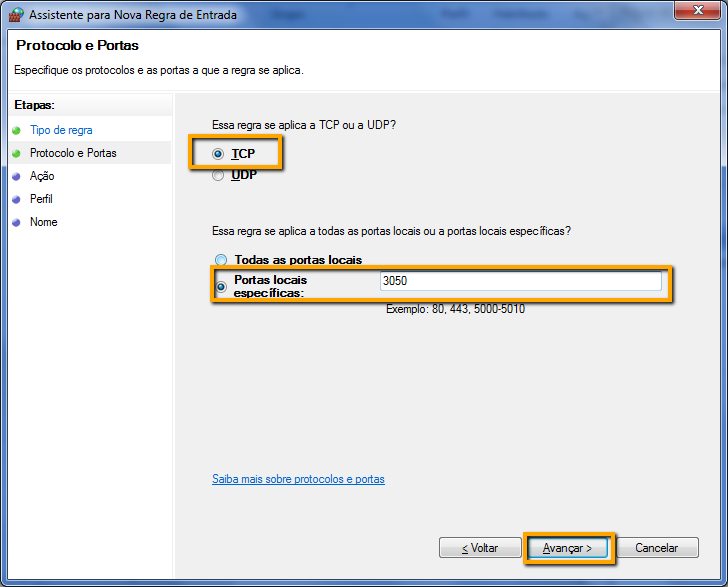 Assistente para Nova Regra de Entrada
Protocolo e Portas
Especifique os protocolos e as portas a que a regra se aplica.
Etapas:
Tipo de regra
Protocolo e Portas
Ação
Perfil
Nome
Essa regra se aplica a TCP ou a UDP?
TCP
UDP
Essa regra se aplica a todas as portas locais ou a portas locais específicas?
Todas as portas locais
Portas locais
específicas:
3050
Exemplo: 80, 443, 5000-5010
Saiba mais sobre protocolos e portas
< Voltar
Avançar >
Cancelar